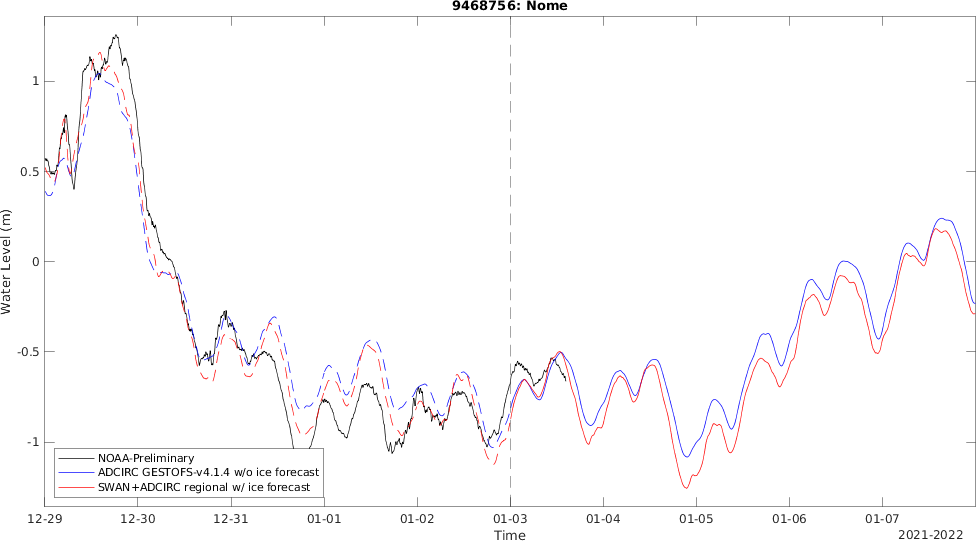 9468756: Nome
1
0.5
0
-0.5
-1
Water Level (m)
NOAA-Preliminary
ADCIRC GESTOFS-v4.1.4 w/o ice forecast
SWAN+ADCIRC regional w/ ice forecast
12-29 12-30 12-31 01-01 01-02 01-03 01-04 01-05 01-06 01-07
Time
2021-2022